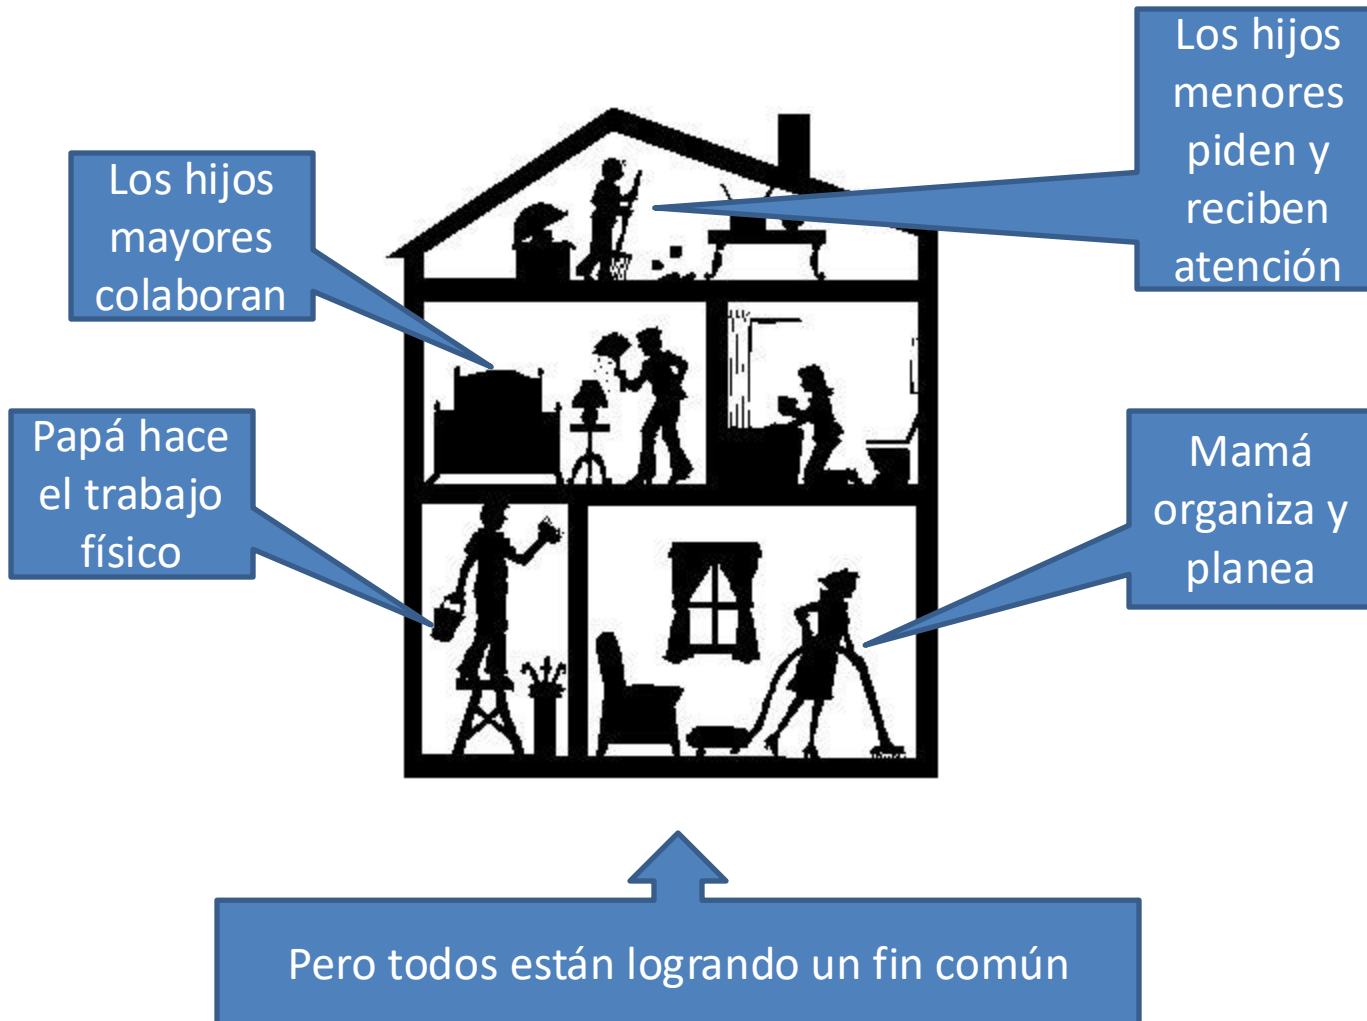 Los hijos
menores
piden y
reciben
atención
Los hijos
mayores
colaboran
Papá hace
el trabajo
físico
Mamá
organiza y
planea
Pero todos están logrando un fin común